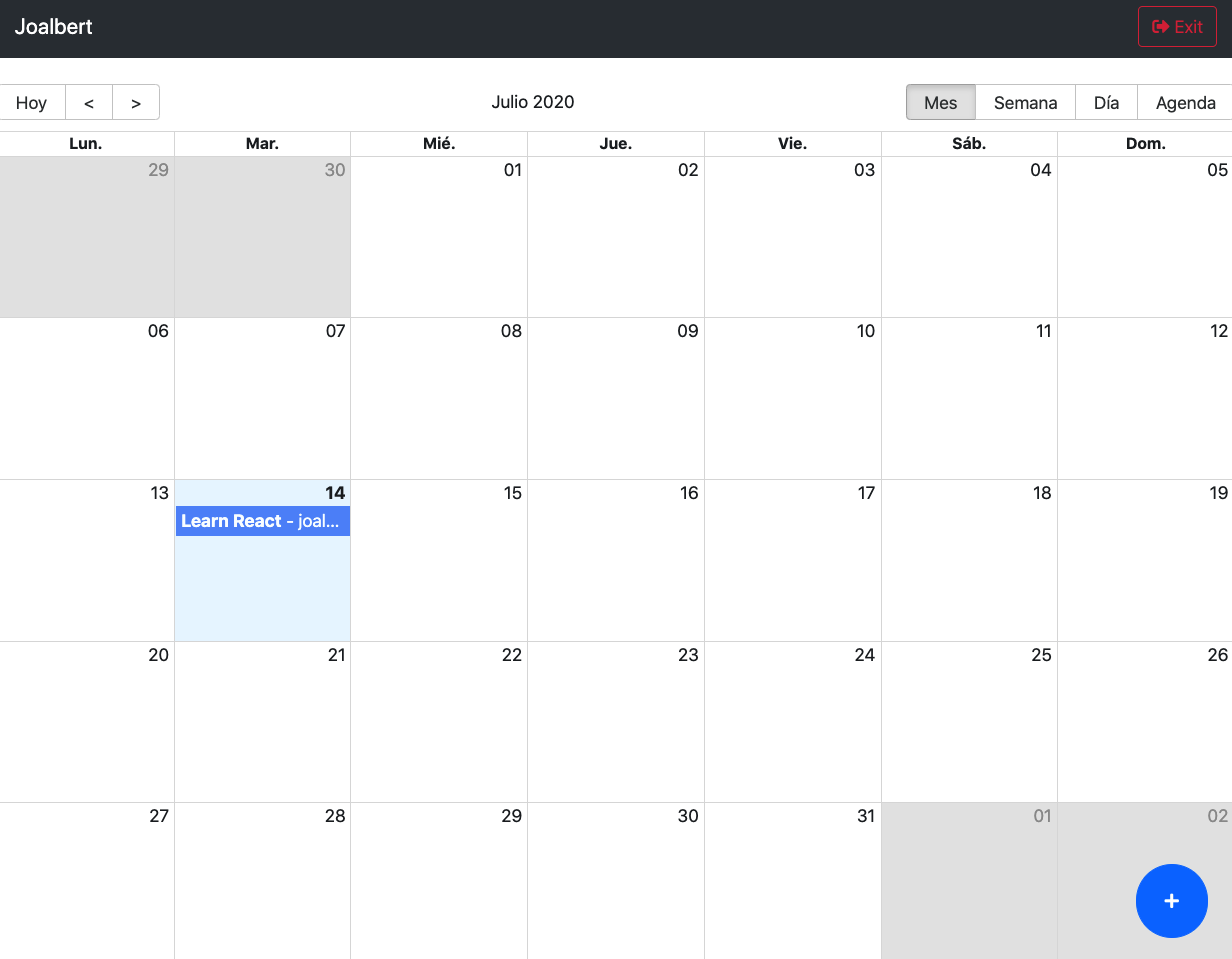 Joalbert Exit
Hoy < > Julio 2020 Mes Semana Día Agenda
Lun. Mar. Mié. Jue. Vie. Sáb. Dom.
29 30 01 02 03 04 05
06 07 08 09 10 11 12
13 14 15 16 17 18 19
Learn React - joal...
20 21 22 23 24 25 26
27 28 29 30 31 01 02
+